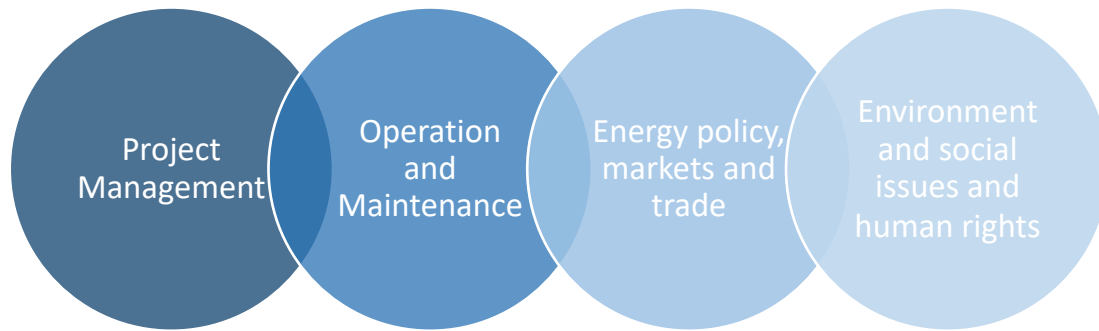 Project
Management
Operation
and
Maintenance
Energy policy,
markets and
trade
Environment
and social
issues and
human rights